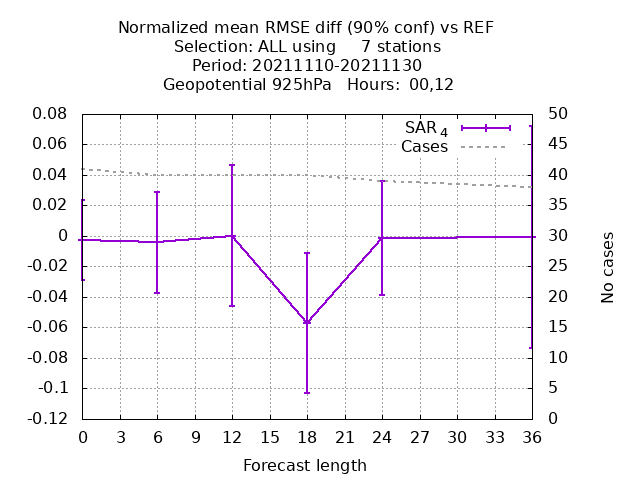 Normalized mean RMSE diff (90% conf) vs REF
Selection: ALL using     7 stations
Period: 20211110-20211130
Geopotential 925hPa   Hours:  00,12
0.08
0.06
0.04
0.02
0
-0.02
-0.04
-0.06
-0.08
-0.1
-0.12
SAR 4
Cases
50
45
40
35
30
25
20
15
10
5
0
No cases
0 3 6 9 12 15 18 21 24 27 30 33 36
Forecast length